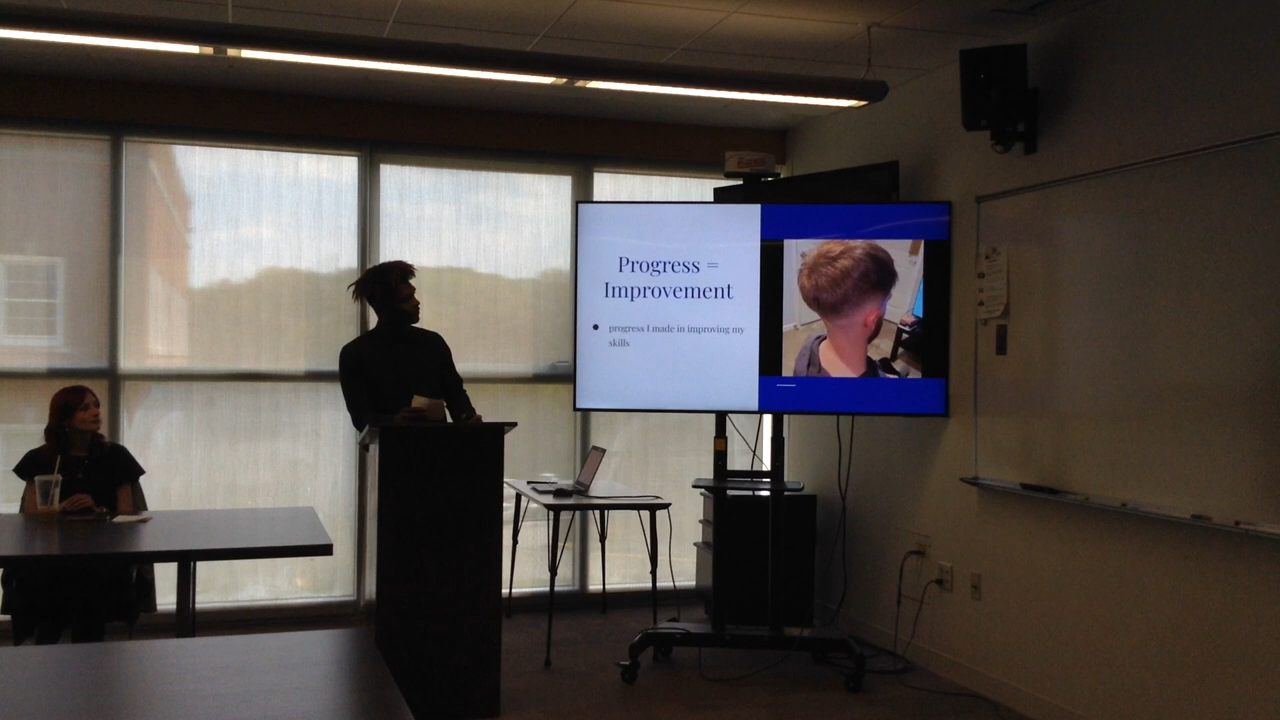 Progress =
Improvement
progress I made in improving my
skills